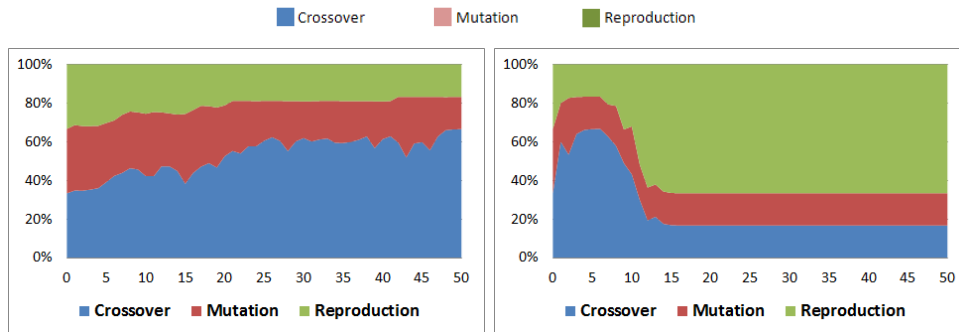 Crossover Mutation Reproduction
100% 100%
80% 80%
60% 60%
40% 40%
20% 20%
0% 0%
0 5 10 15 20 25 30 35 40 45 50 0 5 10 15 20 25 30 35 40 45 50
Crossover Mutation Reproduction Crossover Mutation Reproduction